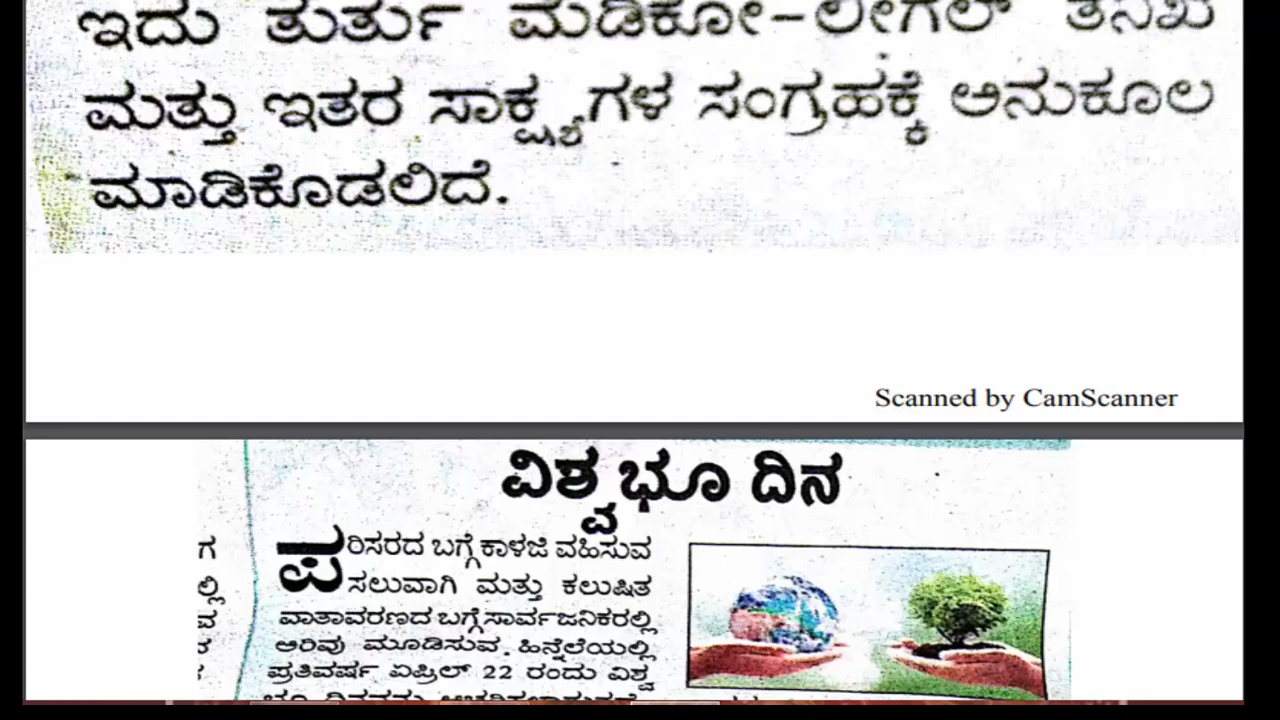 ಇದು ತುರ್ತು ಮೆಡಿಕೋ-ಲೀಗಲ್ ತನಿಖೆ
ಮತ್ತು ಇತರ ಸಾಕ್ಷ್ಯಗಳ ಸಂಗ್ರಹಕ್ಕೆ ಅನುಕೂಲ
ಮಾಡಿಕೊಡಲಿದೆ.
Scanned by CamScanner
ವಿಶ್ವ ಭೂ ದಿನ
ಪರಿಸರದ ಬಗ್ಗೆ ಕಾಳಜಿ ವಹಿಸುವ
ಸಲುವಾಗಿ ಮತ್ತು ಕಲುಷಿತ
ವಾತಾವರಣದ ಬಗ್ಗೆ ಸಾರ್ವಜನಿಕರಲ್ಲಿ
ಅರಿವು ಮೂಡಿಸುವ. ಹಿನ್ನೆಲೆಯಲ್ಲಿ
ಪ್ರತಿವರ್ಷ ಏಪ್ರಿಲ್ 22 ರಂದು ವಿಶ್ವ